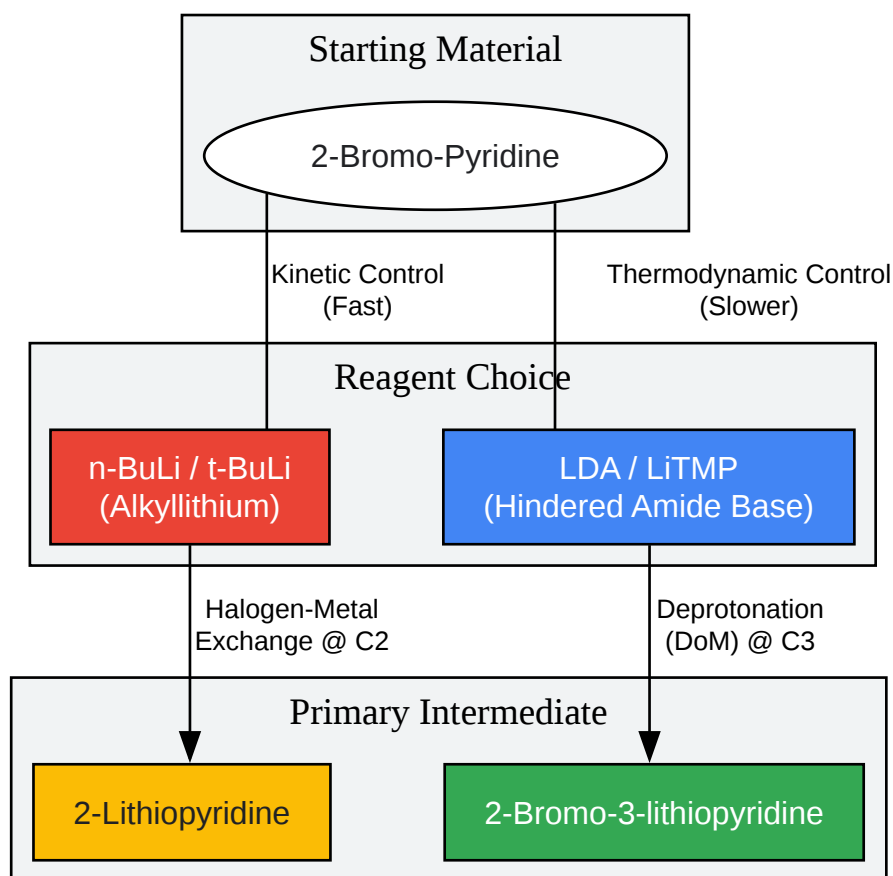 Starting Material
2-Bromo-Pyridine
Kinetic Control
(Fast)
Thermodynamic Control
(Slower)
Reagent Choice
n-BuLi / t-BuLi
(Alkyllithium)
LDA / LiTMP
(Hindered Amide Base)
Halogen-Metal
Exchange @ C2
Deprotonation
(DoM) @ C3
Primary Intermediate
2-Lithiopyridine
2-Bromo-3-lithiopyridine